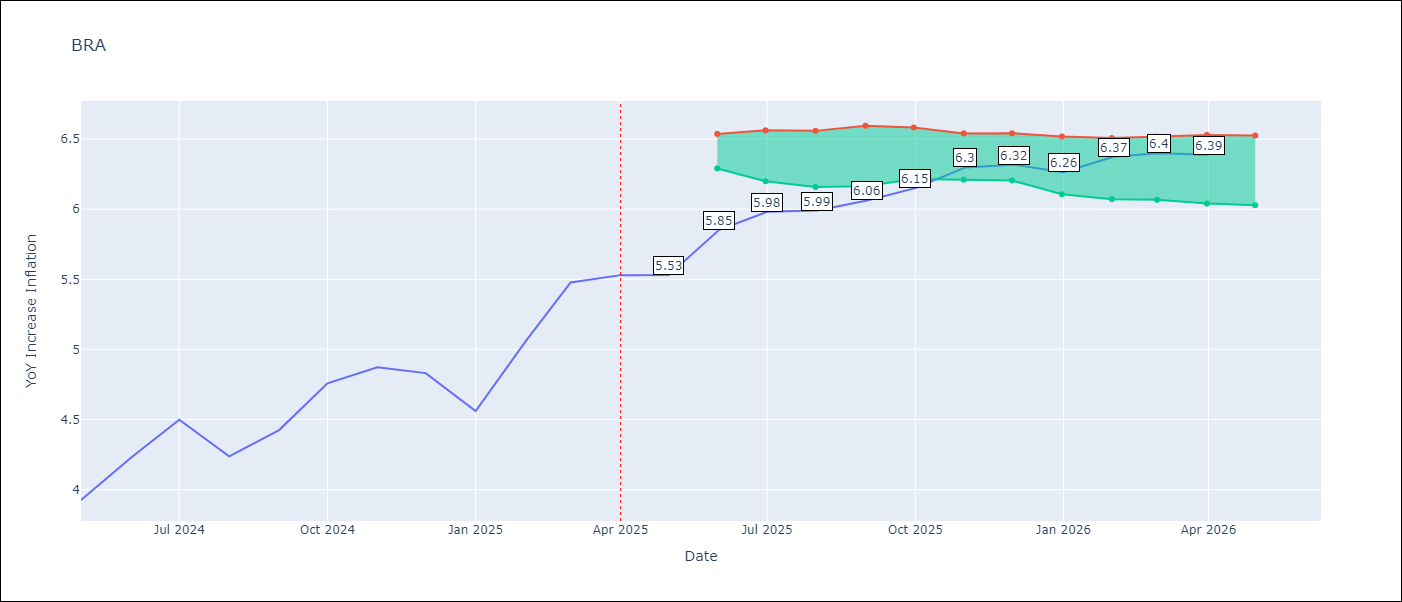 BRA
YoY Increase Inflation
6.5
6
5.5
5
4.5
4
5.53
5.85
5.98
5.99
6.06
6.15
6.3
6.32
6.26
6.37
6.4
6.39
Jul 2024
Oct 2024
Jan 2025
Apr 2025
Jul 2025
Oct 2025
Jan 2026
Apr 2026
Date